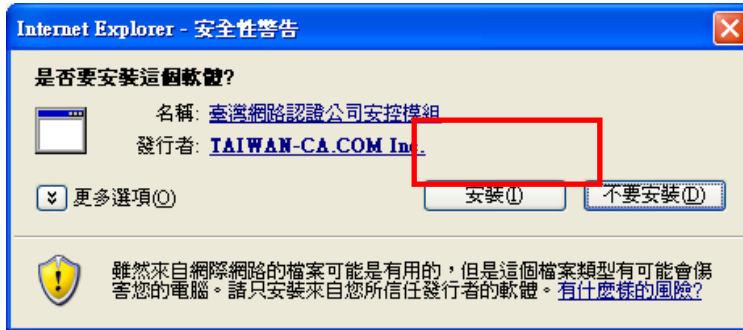 Internet Explorer - 安全性警告
是否要安裝這個軟體?
名稱: 臺灣網路認證公司安控模組
發行者: TAIWAN-CA.COM Inc.
更多選項(O)
安裝(I)
不要安裝(D)
雖然來自網際網路的檔案可能是有用的，但是這個檔案類型有可能會傷
害您的電腦。請只安裝來自您所信任發行者的軟體。有什麼樣的風險?